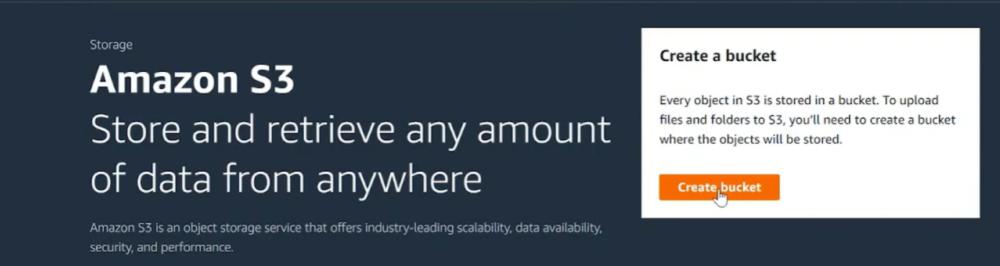 Storage
Amazon S3
Store and retrieve any amount
of data from anywhere
Amazon S3 is an object storage service that offers industry-leading scalability, data availability,
security, and performance.
Create a bucket
Every object in S3 is stored in a bucket. To upload
files and folders to S3, you'll need to create a bucket
where the objects will be stored.
Create bucket